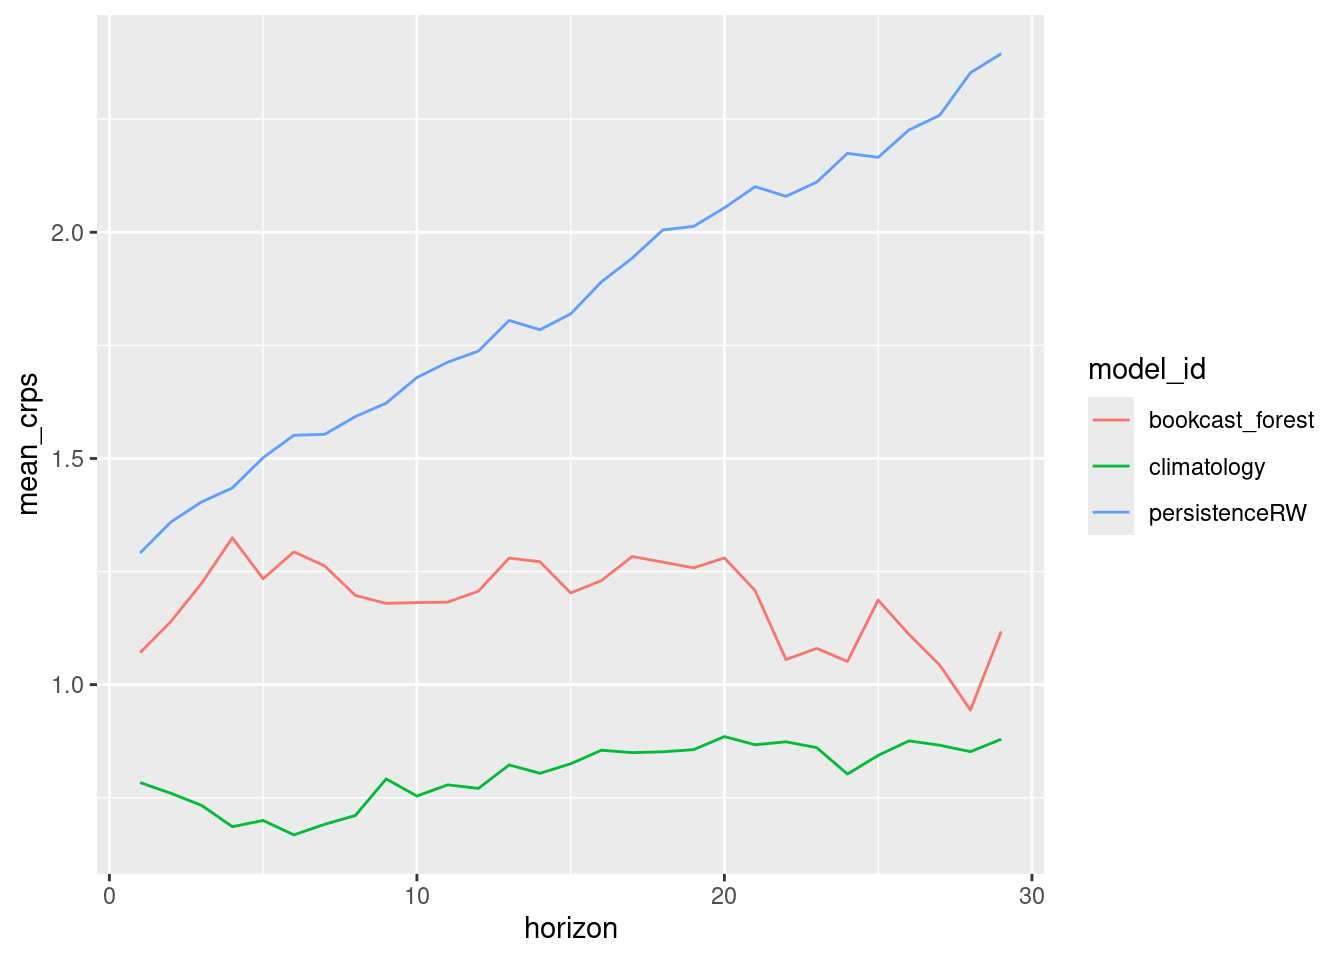 mean_crps
2.0
1.5
1.0
0
10
20
30
horizon
model_id
bookcast_forest
climatology
persistenceRW